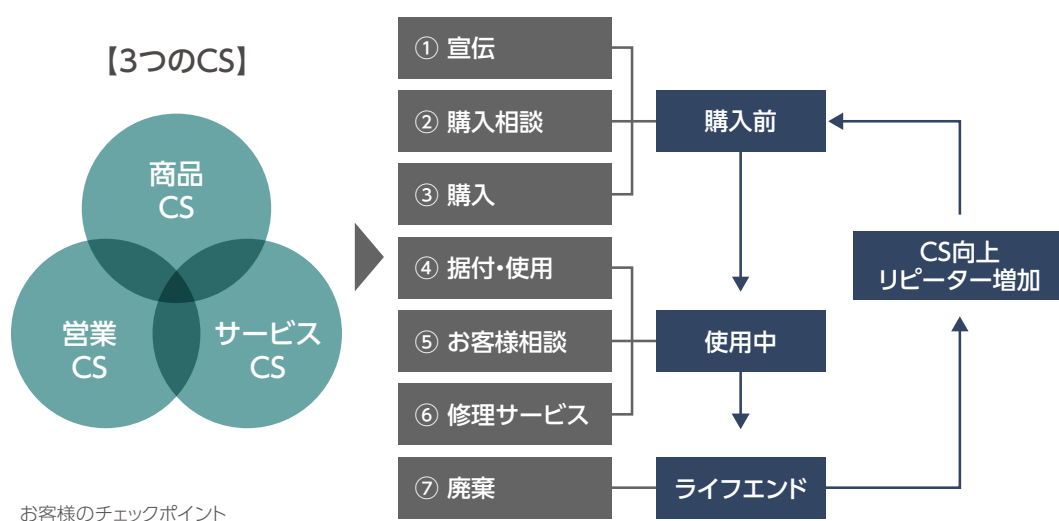 【3つのCS】
商品
CS
営業
CS
サービス
CS
① 宣伝
② 購入相談
③ 購入
④ 据付・使用
⑤ お客様相談
⑥ 修理サービス
⑦ 廃棄
購入前
使用中
ライフエンド
CS向上
リピーター増加
お客様のチェックポイント